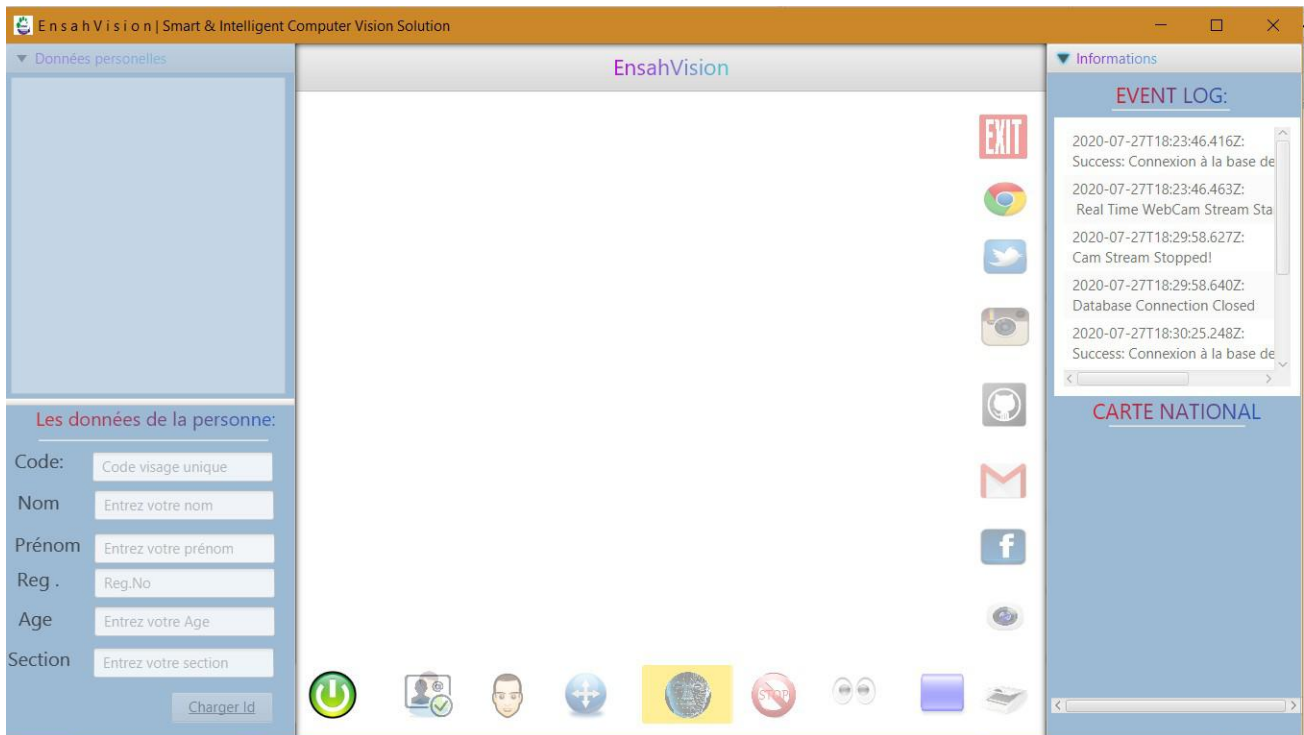 E n s a h V i s i o n | Smart & Intelligent Computer Vision Solution
Données personelles
Les données de la personne:
Code:
Code visage unique
Nom
Entrez votre nom
Prénom
Entrez votre prénom
Reg .
Reg.No
Age
Entrez votre Age
Section
Entrez votre section
Charger Id
EnsahVision
EXIT
STOP
Informations
EVENT LOG:
2020-07-27T18:23:46.416Z:
Success: Connexion à la base de
2020-07-27T18:23:46.463Z:
Real Time WebCam Stream Sta
2020-07-27T18:29:58.627Z:
Cam Stream Stopped!
2020-07-27T18:29:58.640Z:
Database Connection Closed
2020-07-27T18:30:25.248Z:
Success: Connexion à la base de
CARTE NATIONAL